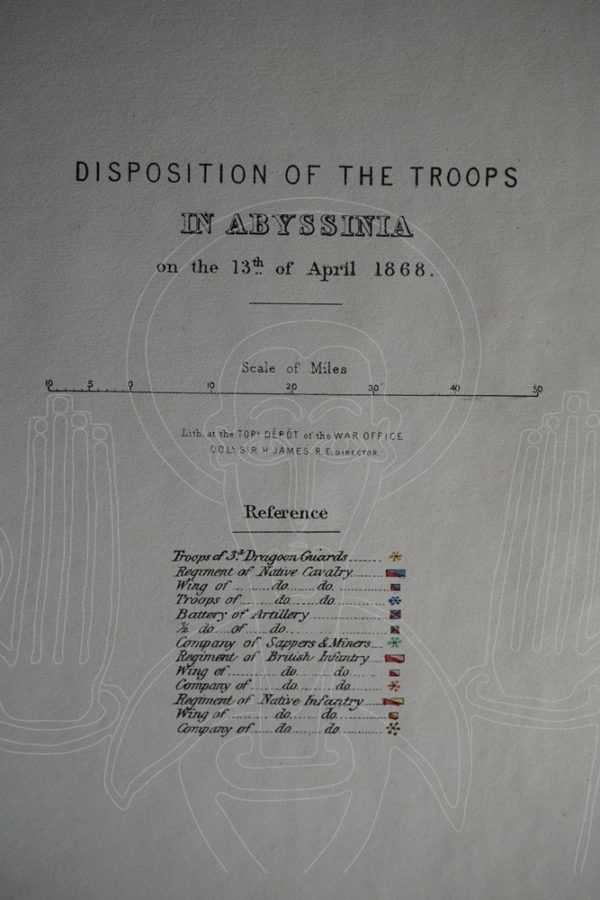 DISPOSITION OF THE TROOPS
IN ABYSSINIA
on the 13th of April 1868.
Scale of Miles
10 5 0 10 20 30 40 50
Lith. at the TOPL DEPÔT of the WAR OFFICE
COLL SIR H JAMES R.E. DIRECTOR
Reference
Troops of 3.d Dragoon Guards
Regiment of Native Cavalry
Wing of do. do.
Troops of do. do.
Battery of Artillery
½ do of do.
Company of Sappers & Miners
Regiment of British Infantry
Wing of do. do
Company of do. do.
Regiment of Native Infantry
Wing of do. do.
Company of do do.